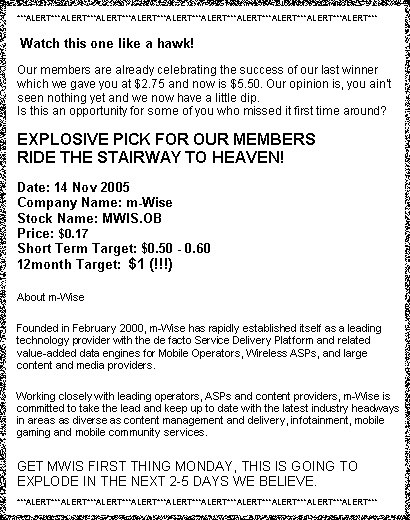 ***ALERT***ALERT***ALERT***ALERT***ALERT***ALERT***ALERT***ALERT***
Watch this one like a hawk!
Our members are already celebrating the success of our last winner
which we gave you at $2.75 and now is $5.50. Our opinion is, you ain't
seen nothing yet and we now have a little dip.
Is this an opportunity for some of you who missed it first time around?
EXPLOSIVE PICK FOR OUR MEMBERS
RIDE THE STAIRWAY TO HEAVEN!
Date: 14 Nov 2005
Company Name: m-Wise
Stock Name: MWIS.OB
Price: $0.17
Short Term Target: $0.50 - 0.60
12month Target: $1 (!!!)
About m-Wise
Founded in February 2000, m-Wise has rapidly established itself as a leading
technology provider with the de facto Service Delivery Platform and related
value-added data engines for Mobile Operators, Wireless ASPs, and large
content and media providers.
Working closely with leading operators, ASPs and content providers, m-Wise is
committed to take the lead and keep up to date with the latest industry headways
in areas as diverse as content management and delivery, infotainment, mobile
gaming and mobile community services.
GET MWIS FIRST THING MONDAY, THIS IS GOING TO
EXPLODE IN THE NEXT 2-5 DAYS WE BELIEVE.
***ALERT***ALERT***ALERT***ALERT***ALERT***ALERT***ALERT***ALERT***